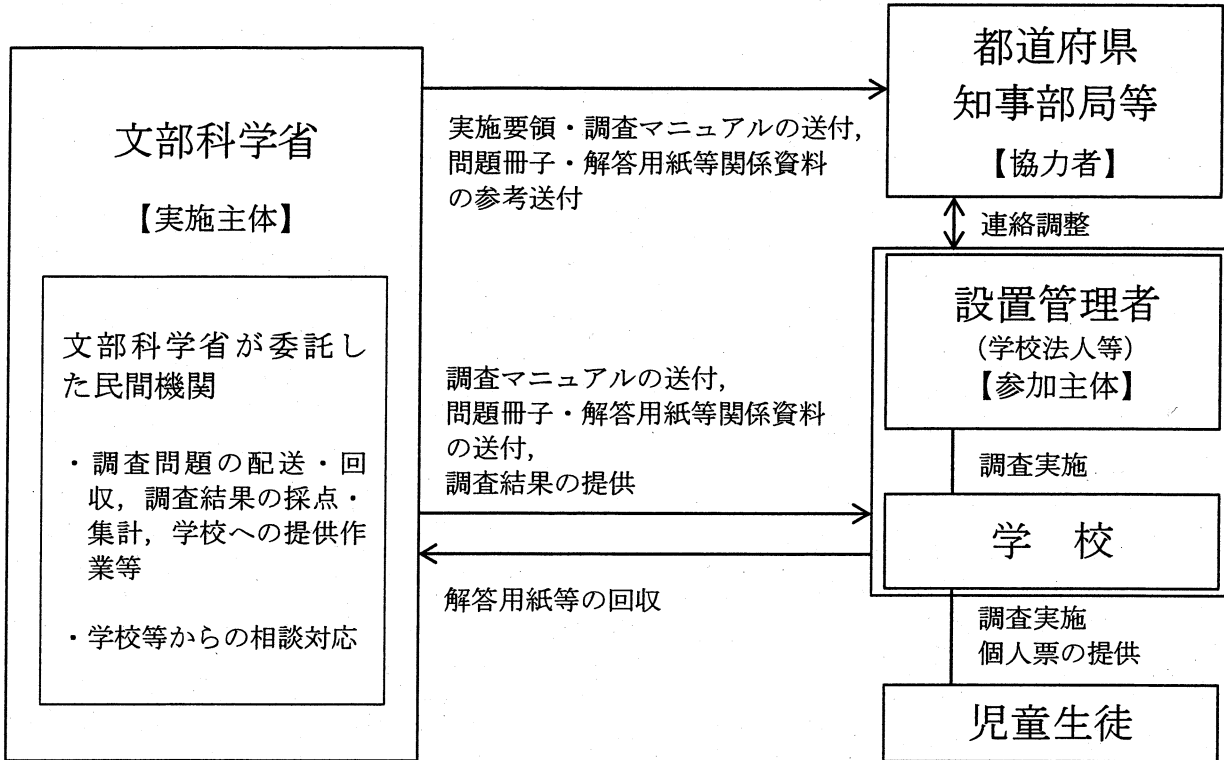 文部科学省
【実施主体】
文部科学省が委託し
た民間機関
・調査問題の配送・回
収，調査結果の採点・
集計，学校への提供作
業等
・学校等からの相談対応
実施要領・調査マニュアルの送付，
問題冊子・解答用紙等関係資料
の参考送付
調査マニュアルの送付，
問題冊子・解答用紙等関係資料
の送付，
調査結果の提供
解答用紙等の回収
都道府県
知事部局等
【協力者】
連絡調整
設置管理者
（学校法人等）
【参加主体】
調査実施
学　校
調査実施
個人票の提供
児童生徒